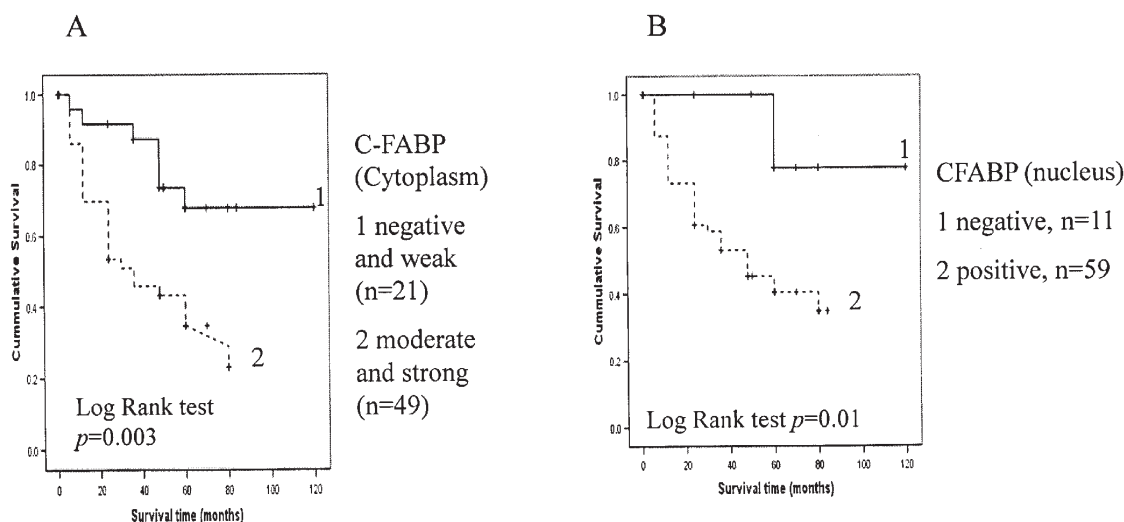 A
Cummulative Survival
1.0
0.8
0.6
0.4
0.2
0.0
1
2
Log Rank test
p=0.003
0 20 40 60 80 100 120
Survival time (months)
C-FABP
(Cytoplasm)
1 negative
and weak
(n=21)
2 moderate
and strong
(n=49)
B
Cummulative Survival
1.0
0.8
0.6
0.4
0.2
0.0
1
2
Log Rank test p=0.01
0 20 40 60 80 100 120
Survival time (months)
CFABP (nucleus)
1 negative, n=11
2 positive, n=59